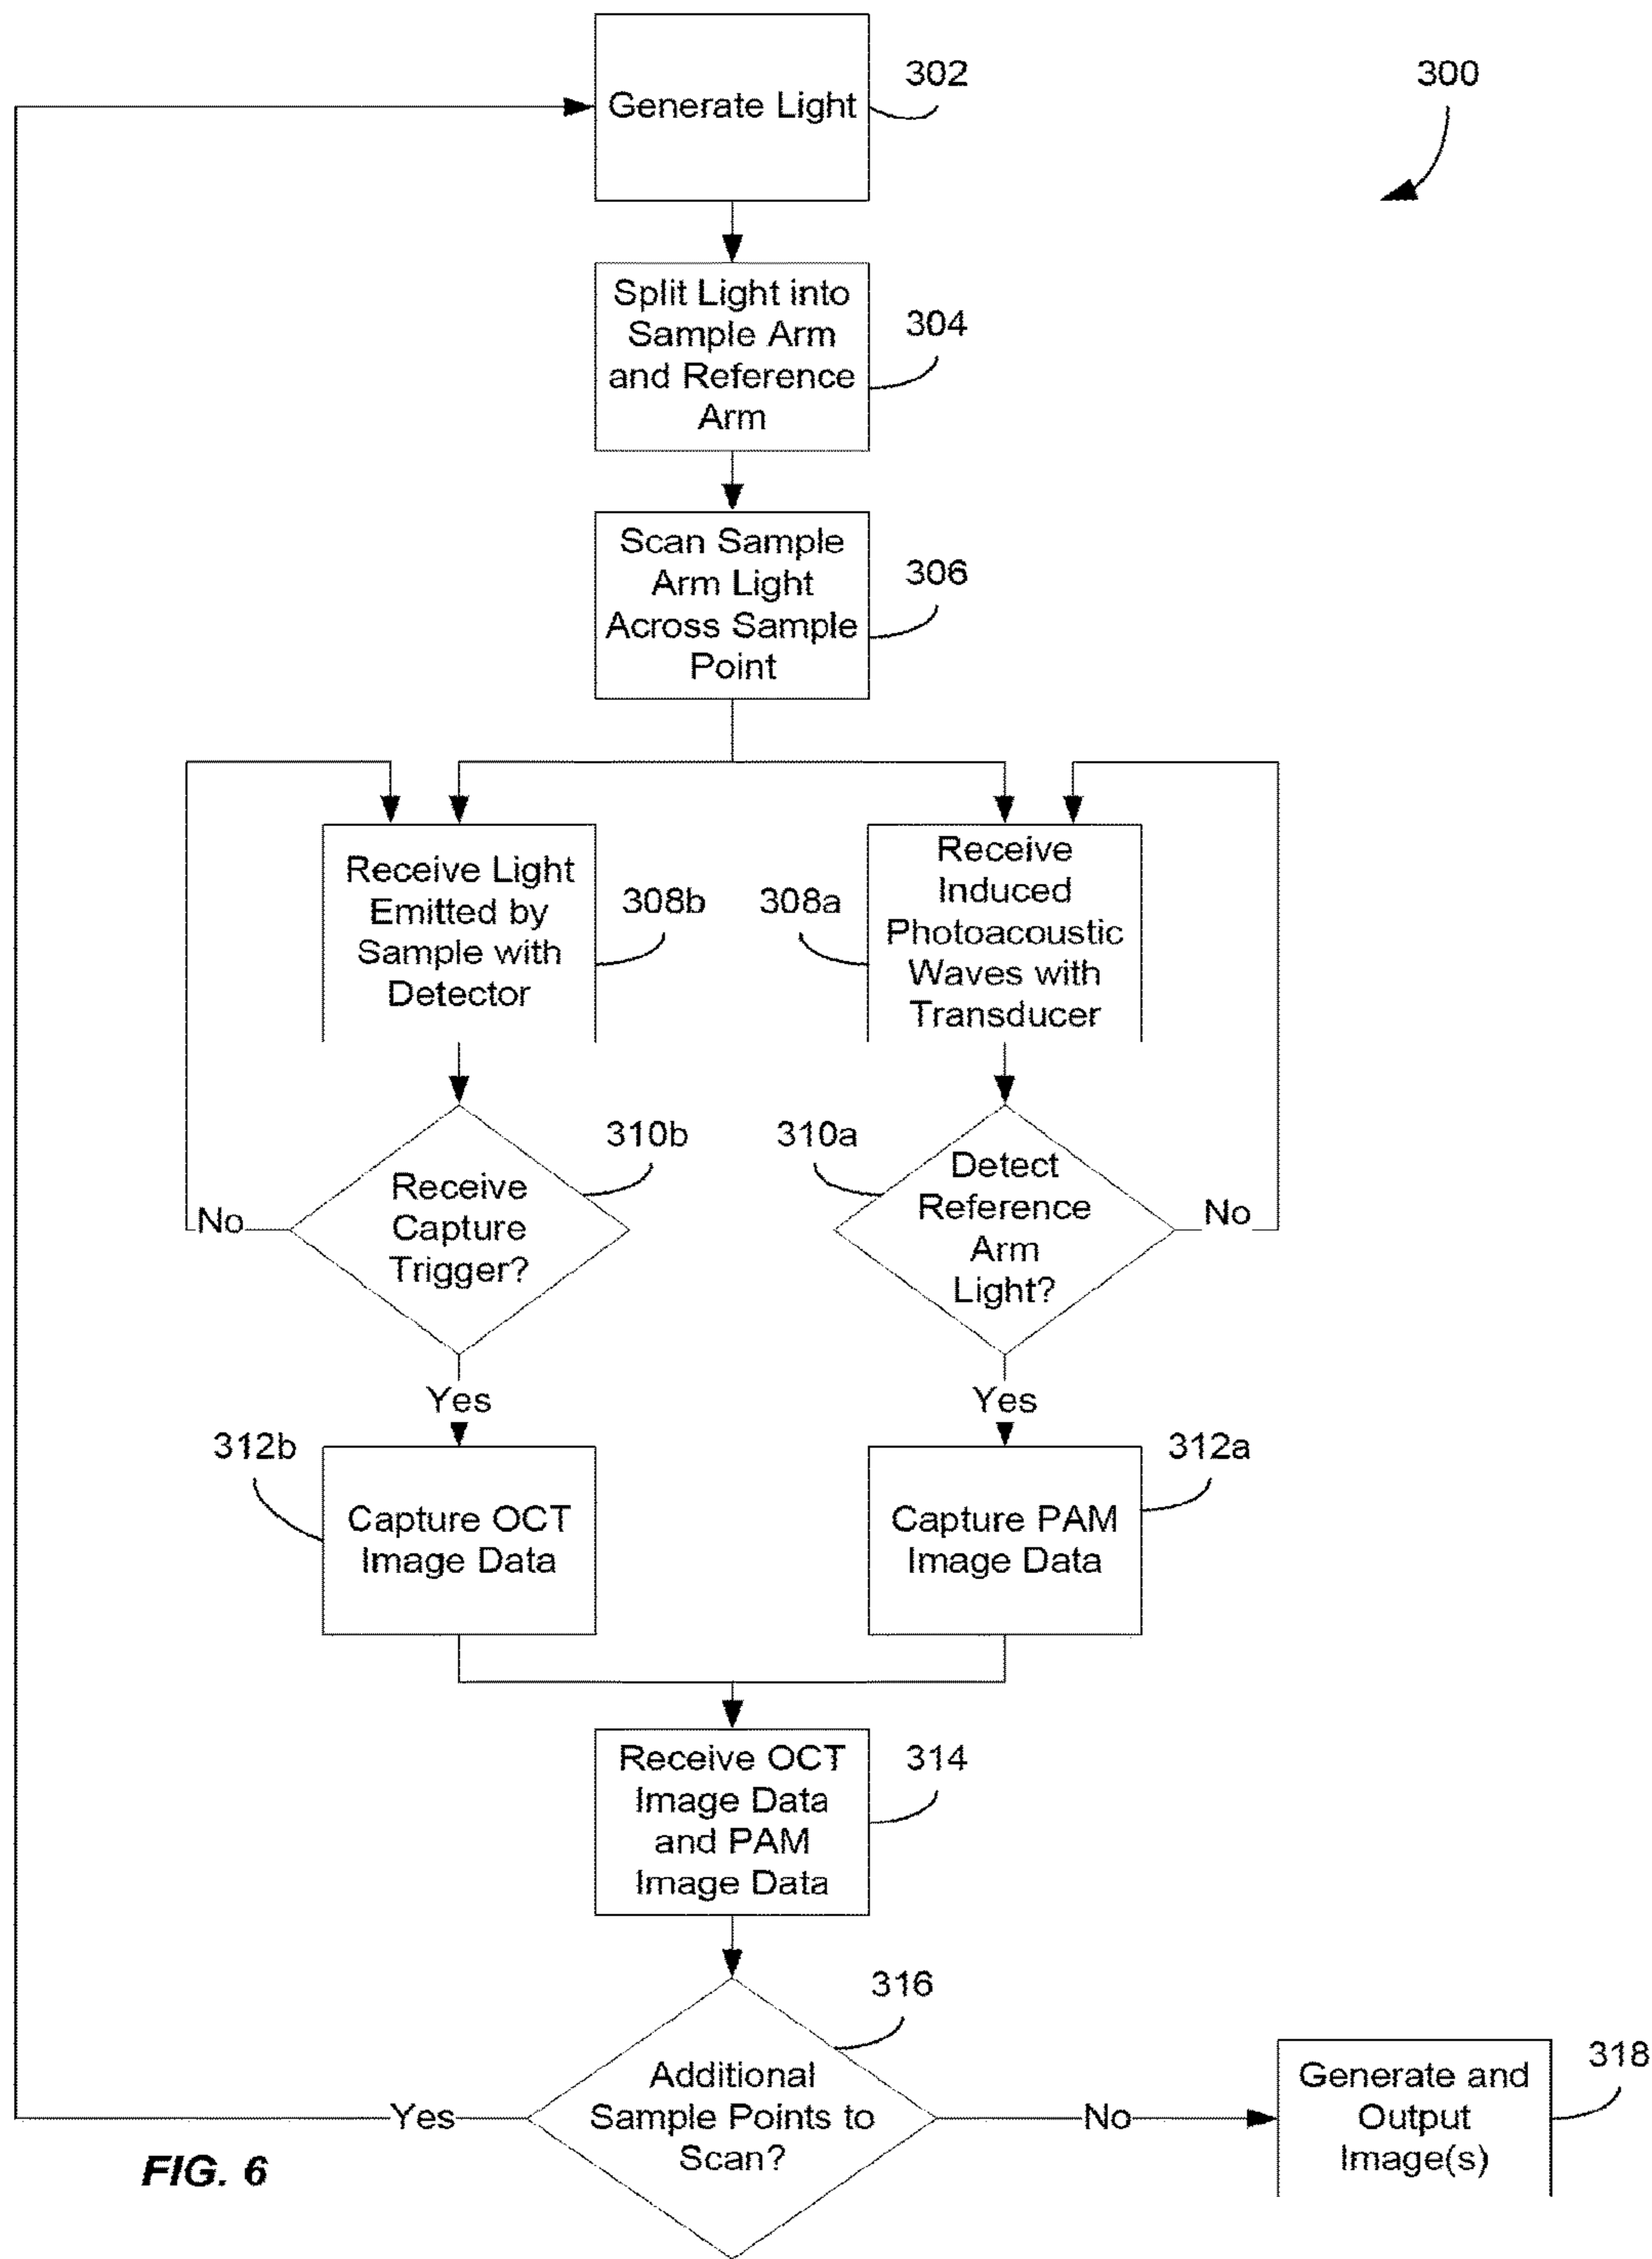 302
300
Generate Light
Split Light into
Sample Arm
and Reference
Arm
304
Scan Sample
Arm Light
Across Sample
Point
306
Receive Light
Emitted by
Sample with
Detector
308b
308a
Receive
Induced
Photoacoustic
Waves with
Transducer
310b
Receive
Capture
Trigger?
No
310a
Detect
Reference
Arm
Light?
No
Yes
Yes
312b
Capture OCT
Image Data
312a
Capture PAM
Image Data
Receive OCT
Image Data
and PAM
Image Data
314
316
Additional
Sample Points to
Scan?
Yes
No
Generate and
Output
Image(s)
318
FIG. 6